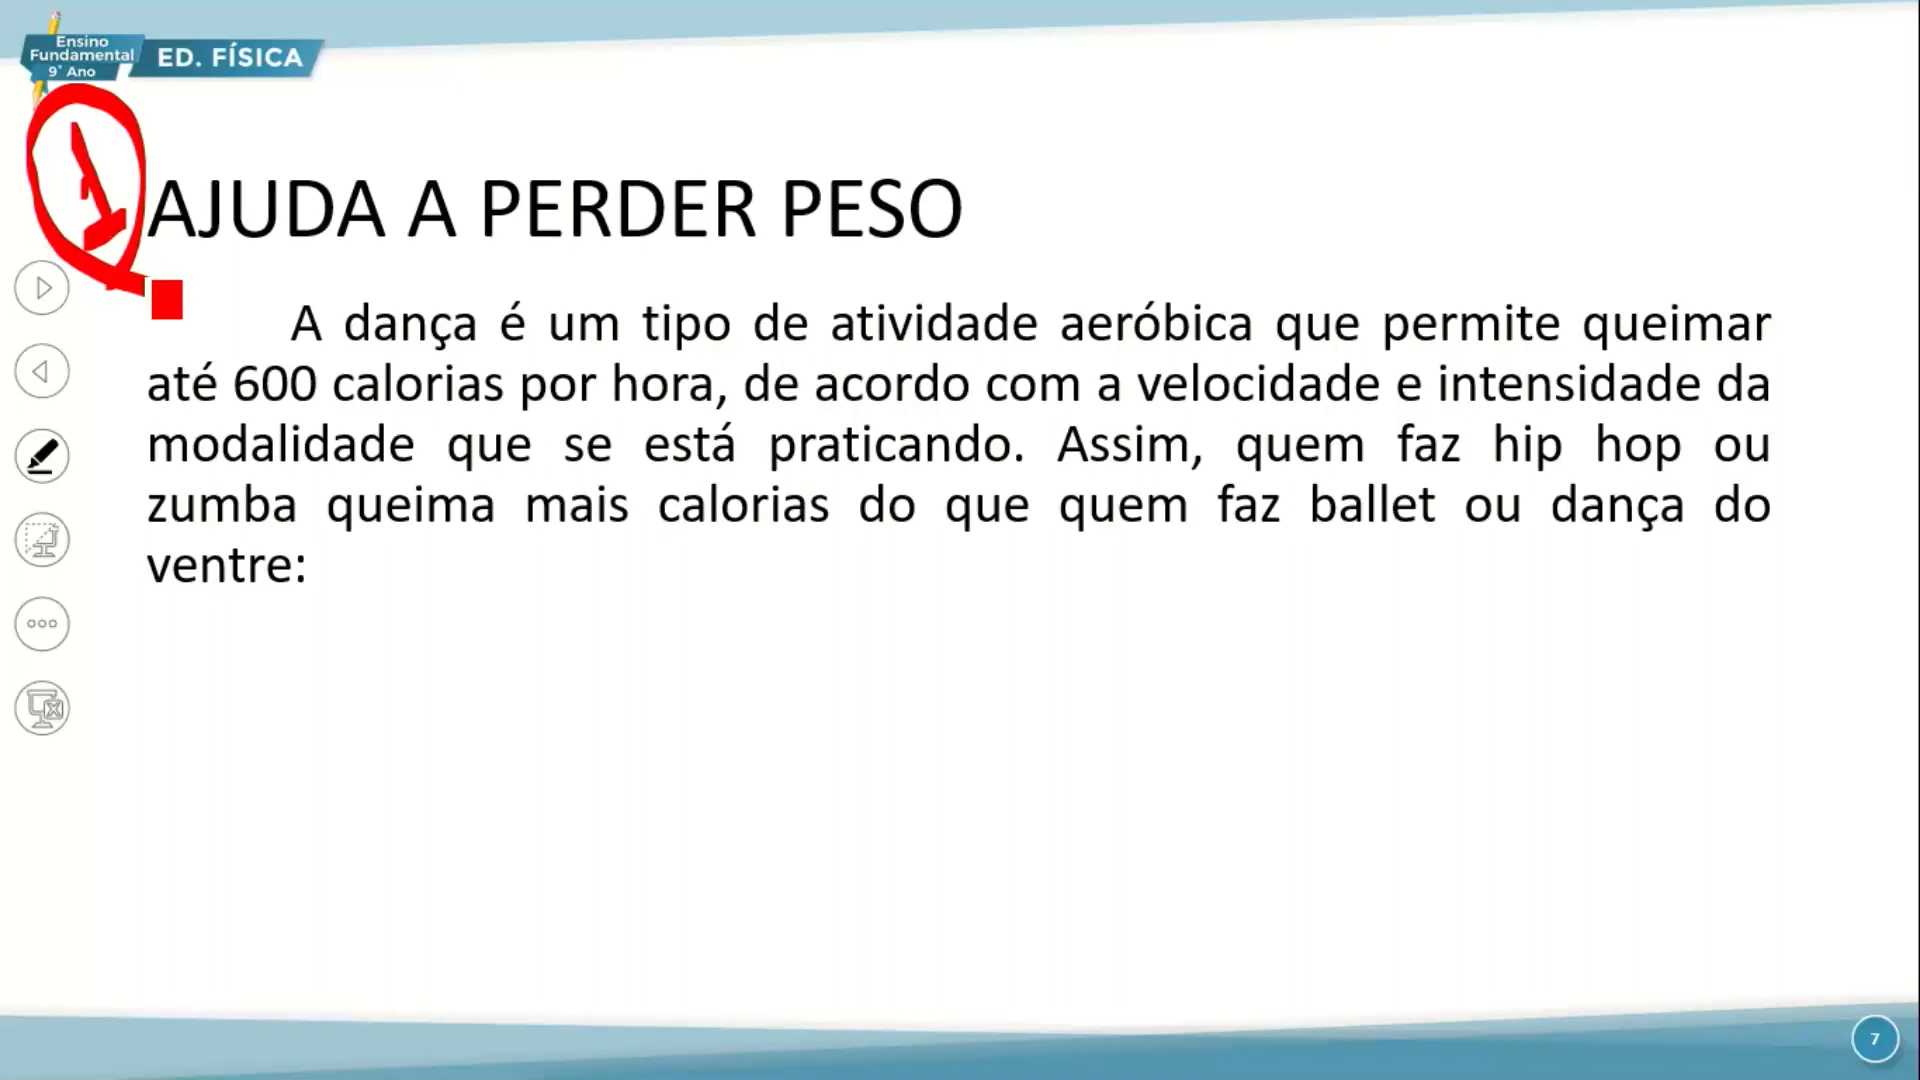 Ensino
Fundamental
9° Ano
ED. FÍSICA
1
AJUDA A PERDER PESO
A dança é um tipo de atividade aeróbica que permite queimar
até 600 calorias por hora, de acordo com a velocidade e intensidade da
modalidade que se está praticando. Assim, quem faz hip hop ou
zumba queima mais calorias do que quem faz ballet ou dança do
ventre:
7